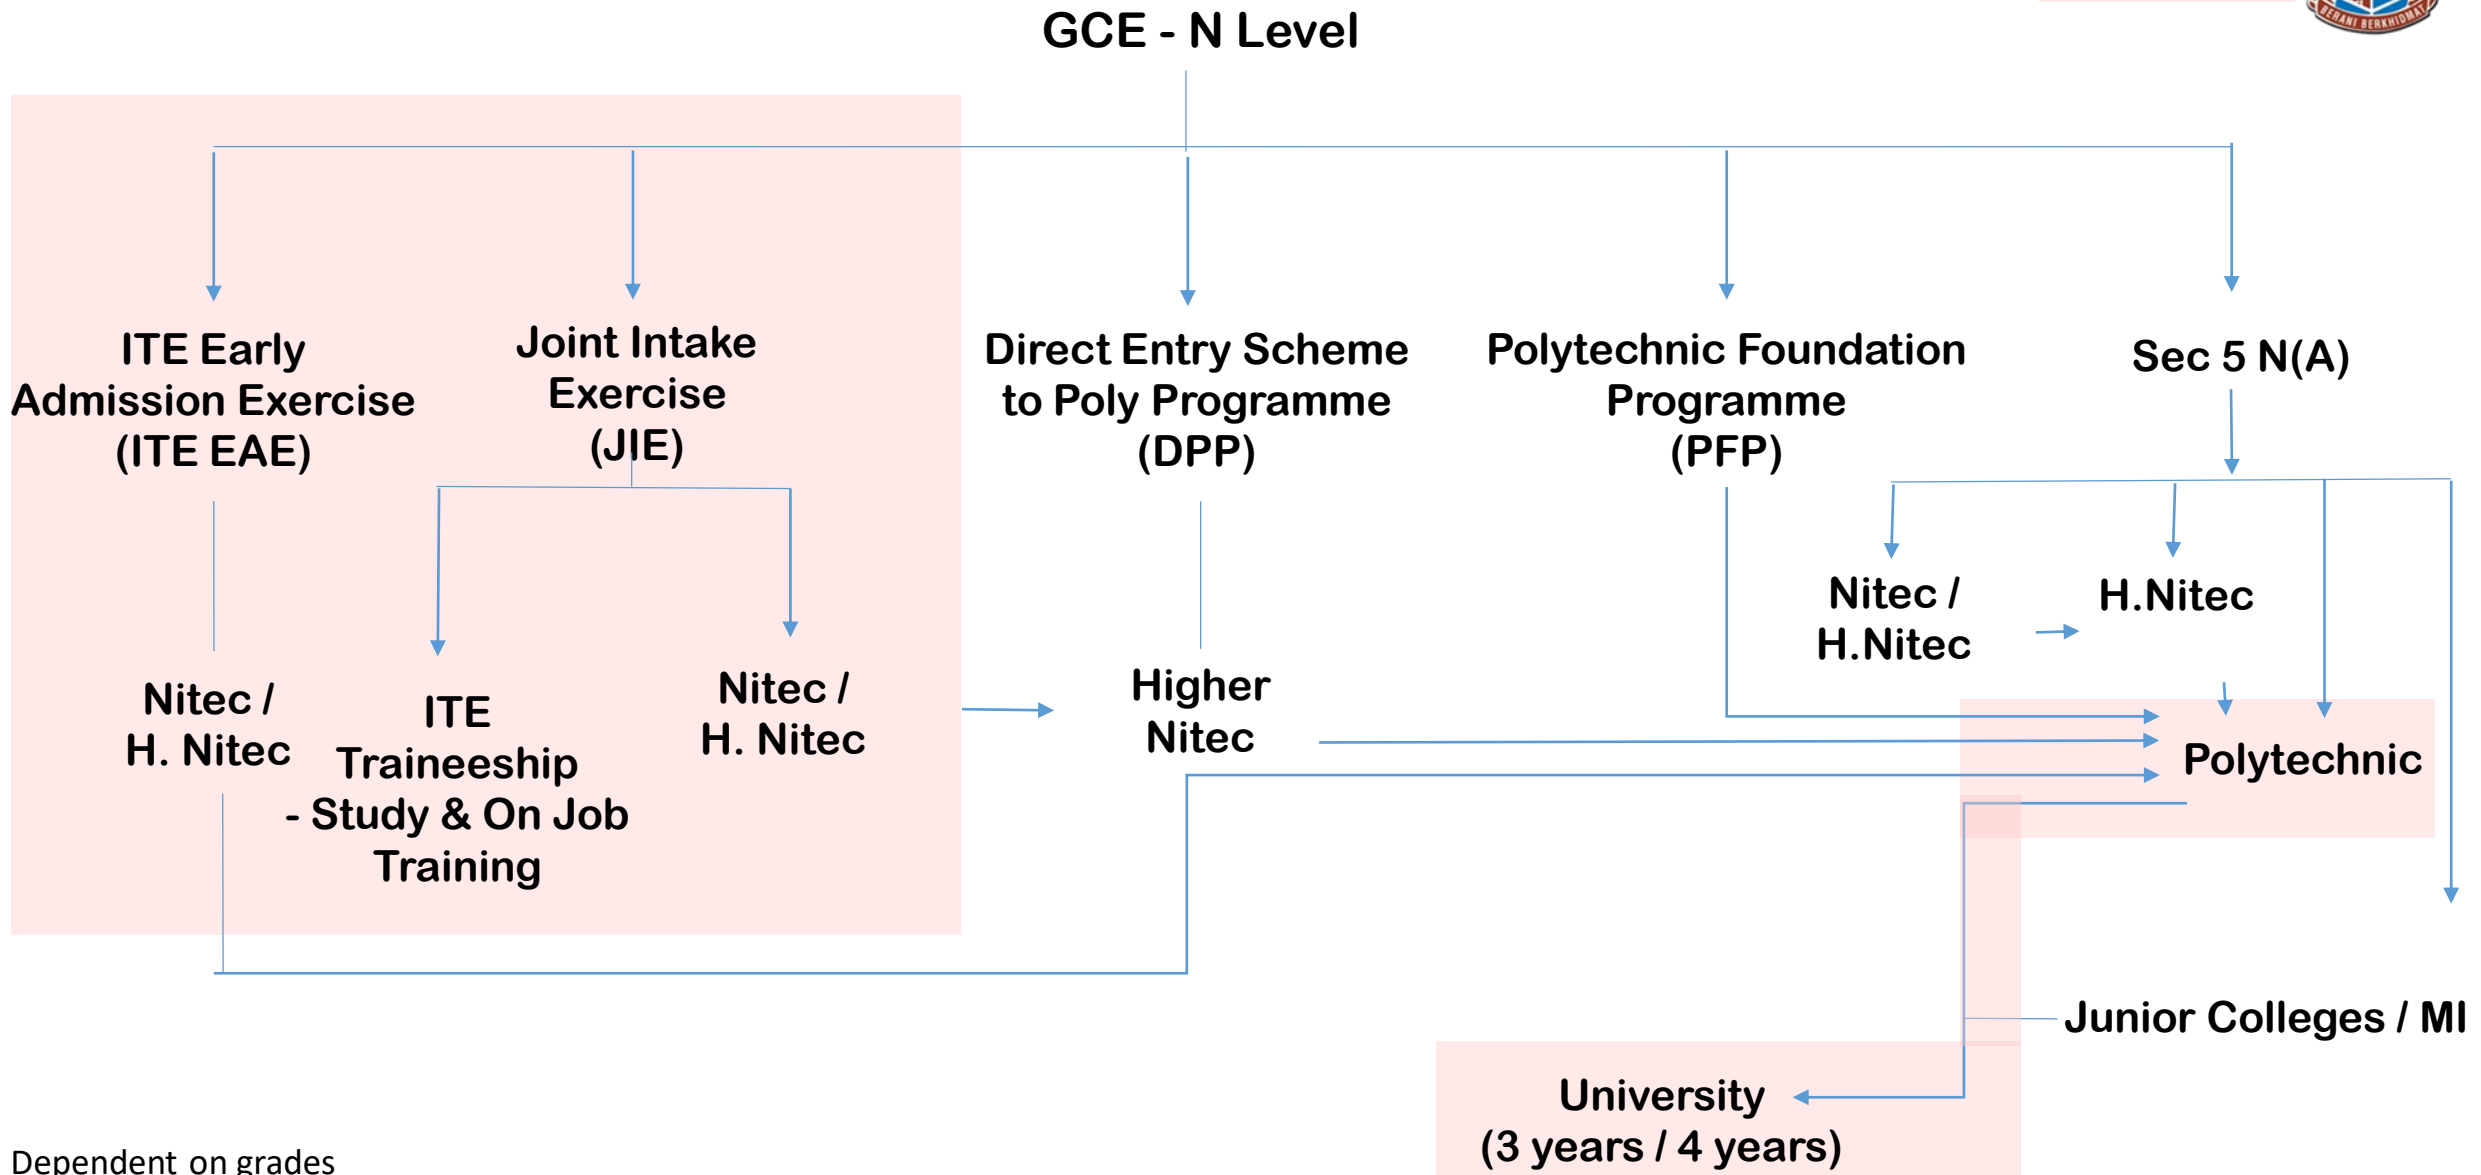 BERANI BERKHIDMAT
GCE - N Level
ITE Early
Admission Exercise
(ITE EAE)
Joint Intake
Exercise
(JIE)
Direct Entry Scheme
to Poly Programme
(DPP)
Polytechnic Foundation
Programme
(PFP)
Sec 5 N(A)
Nitec /
H. Nitec
ITE
Traineeship
- Study & On Job
Training
Nitec /
H. Nitec
Higher
Nitec
Nitec /
H.Nitec
H.Nitec
Polytechnic
Junior Colleges / MI
University
(3 years / 4 years)
Dependent on grades